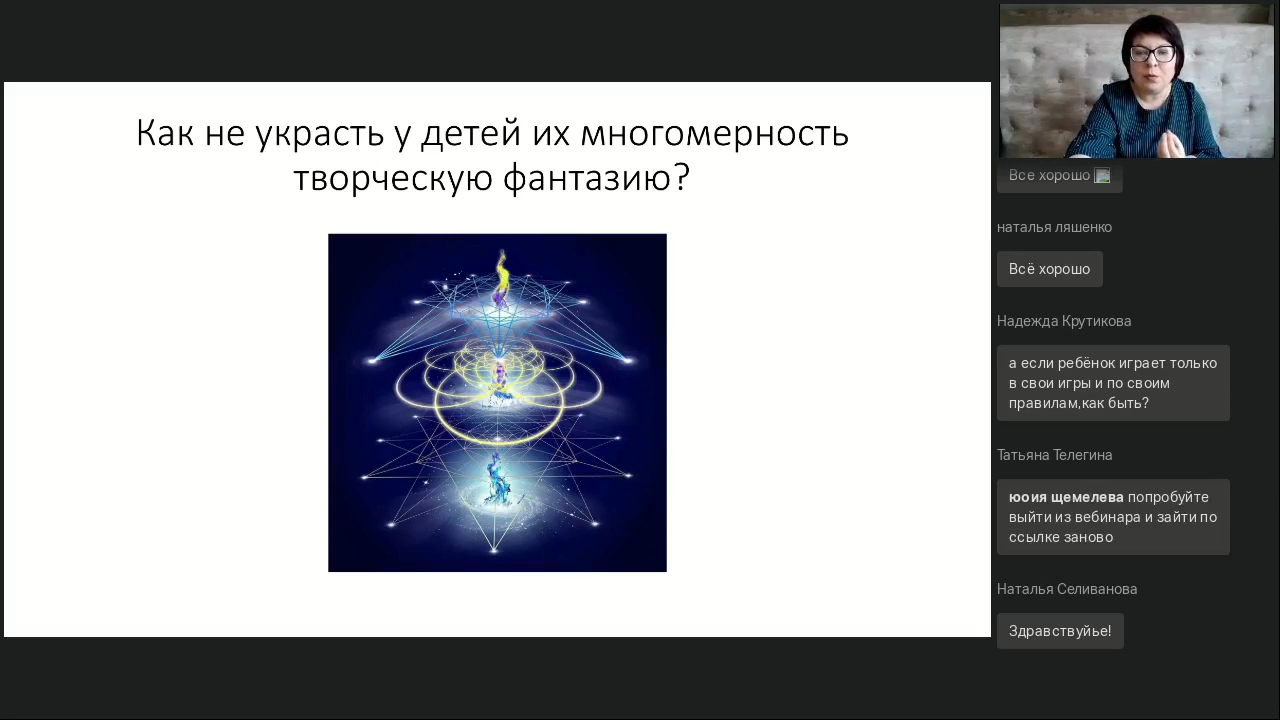 Как не украсть у детей их многомерность
творческую фантазию?
Все хорошо
наталья ляшенко
Всё хорошо
Надежда Крутикова
а если ребёнок играет только
в свои игры и по своим
правилам,как быть?
Татьяна Телегина
юоия щемелева попробуйте
выйти из вебинара и зайти по
ссылке заново
Наталья Селиванова
Здравствуйье!